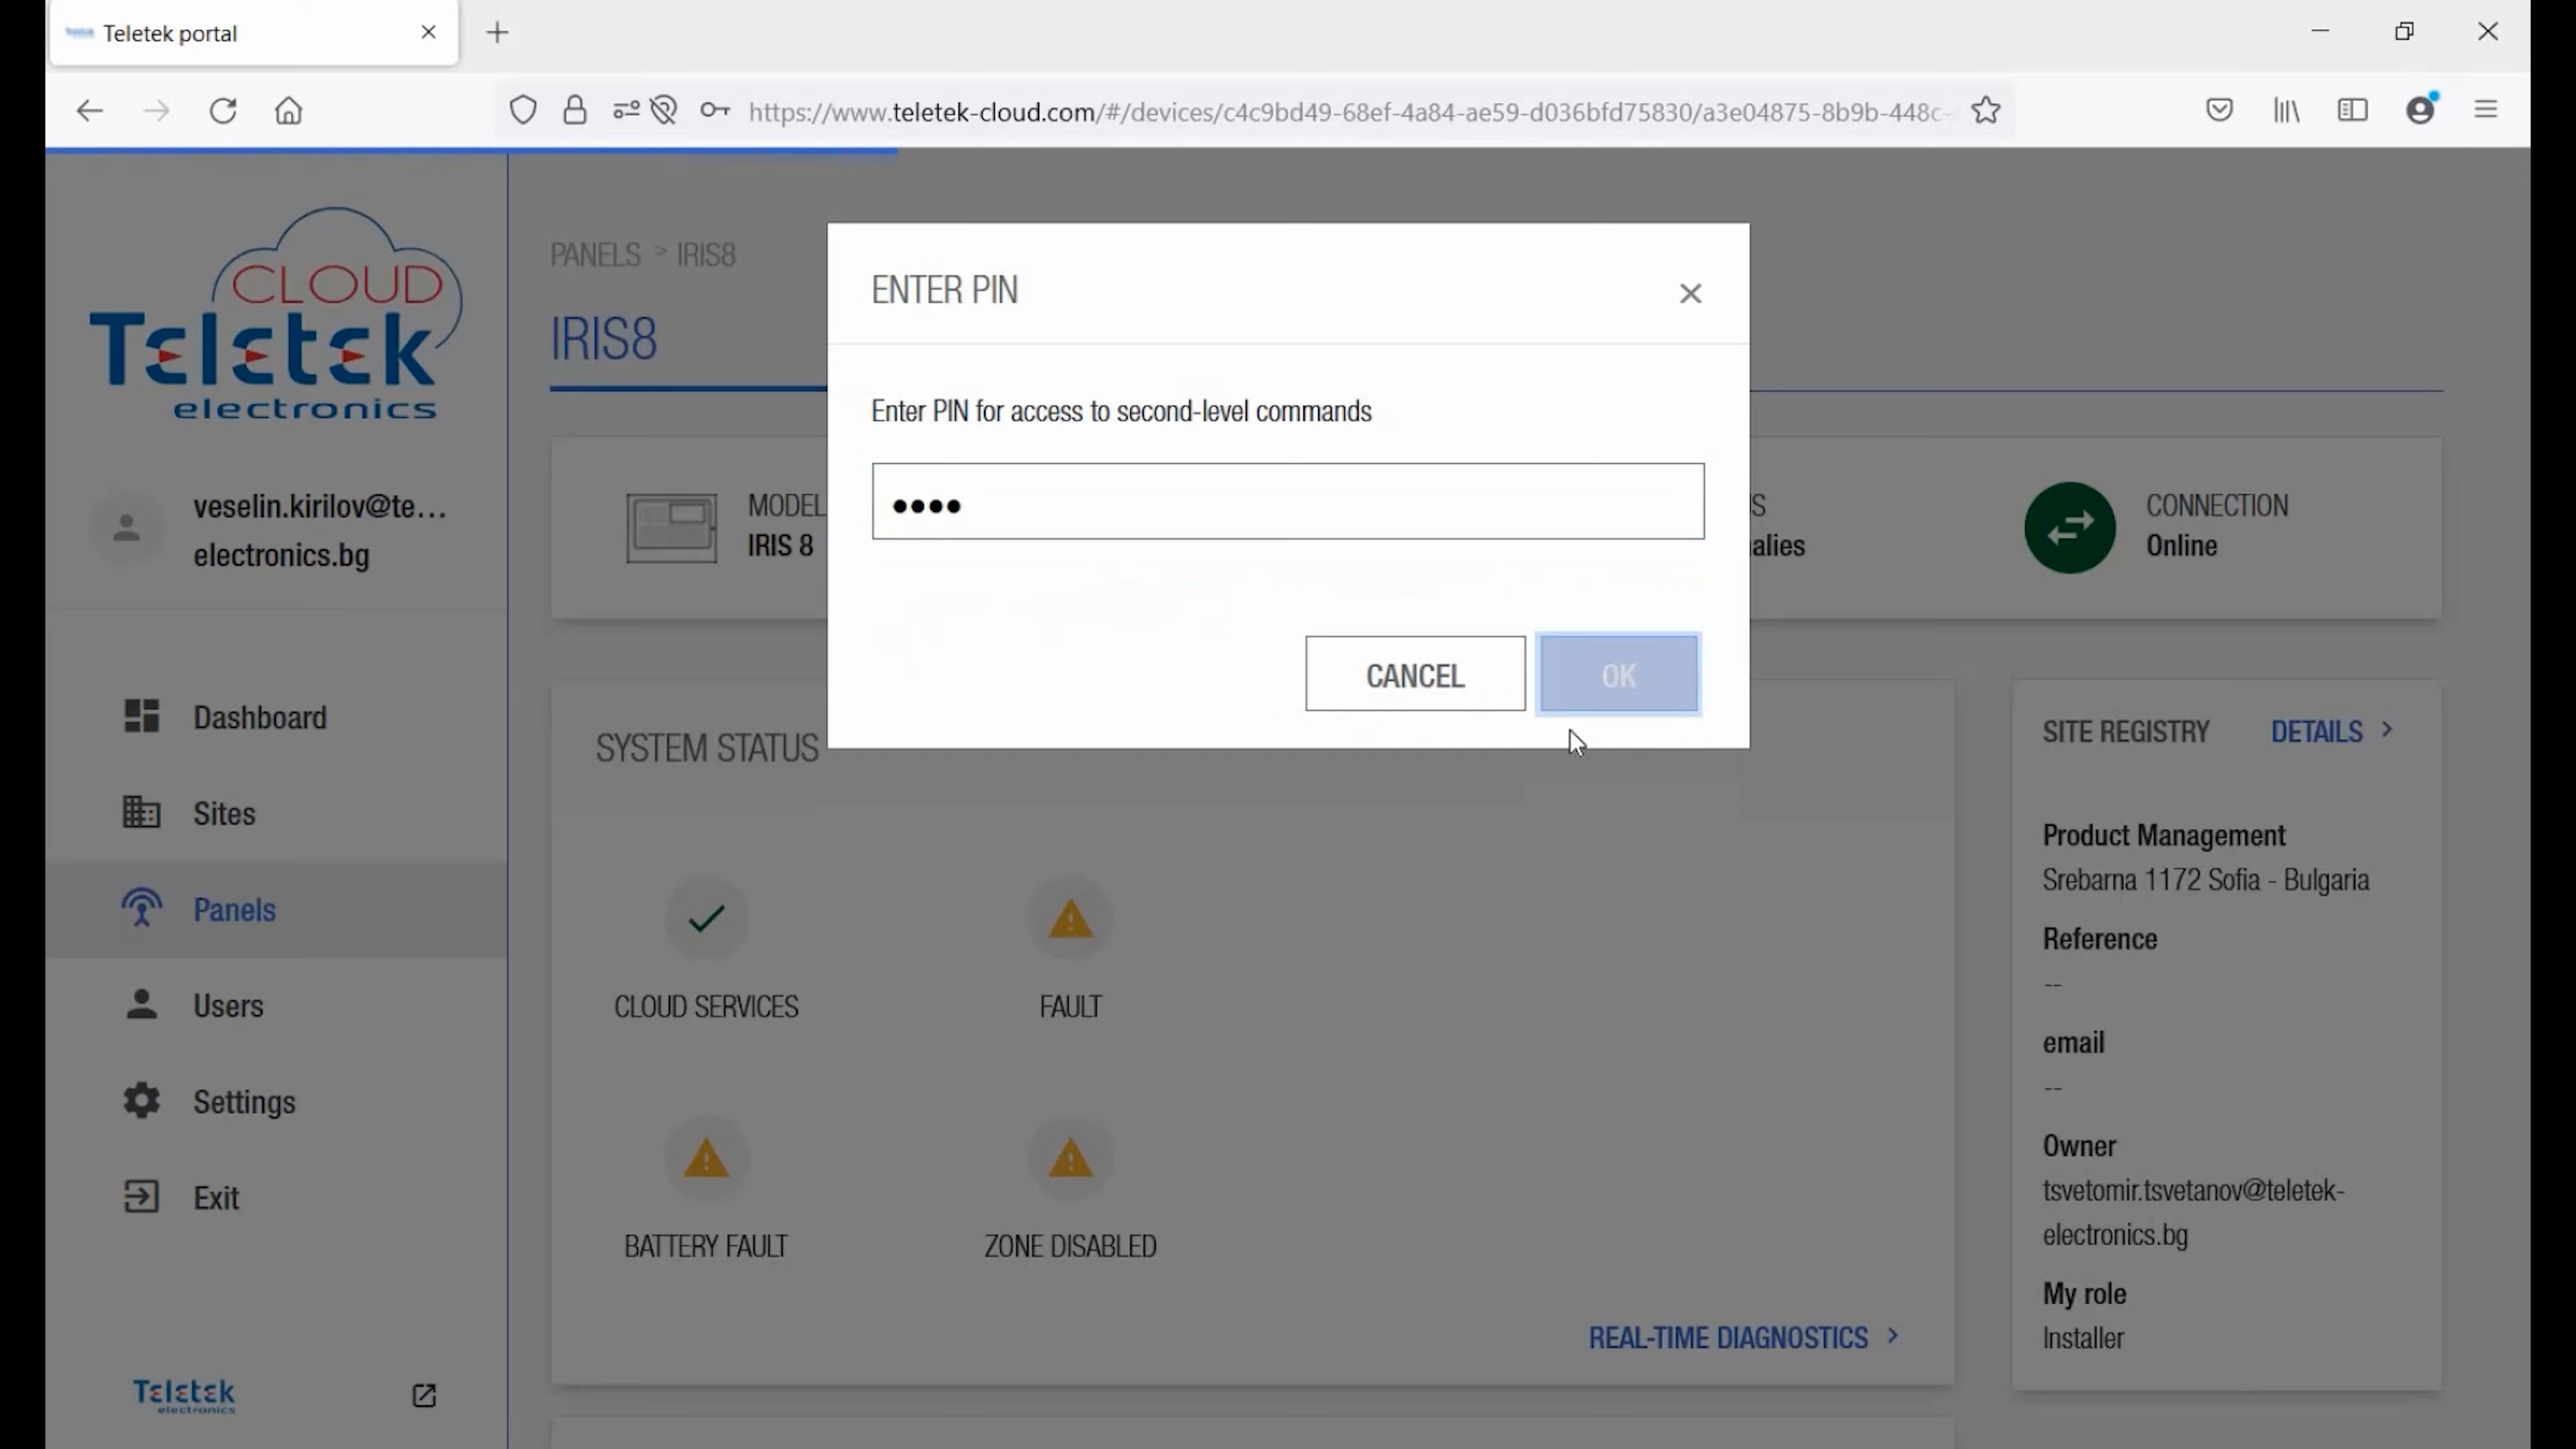 Teletek portal
https://www.teletek-cloud.com/#/devices/c4c9bd49-68ef-4a84-ae59-d036bfd75830/a3e04875-8b9b-448c-
CLOUD
Teletek
electronics
veselin.kirilov@te...
electronics.bg
Dashboard
Sites
Panels
Users
Settings
Exit
Teletek
electronics
PANELS > IRIS8
IRIS8
MODEL
IRIS 8
ENTER PIN
Enter PIN for access to second-level commands
••••
CANCEL
OK
CONNECTION
Online
SYSTEM STATUS
CLOUD SERVICES
FAULT
BATTERY FAULT
ZONE DISABLED
REAL-TIME DIAGNOSTICS >
SITE REGISTRY
DETAILS >
Product Management
Srebarna 1172 Sofia - Bulgaria
Reference
--
email
--
Owner
tsvetomir.tsvetanov@teletek-
electronics.bg
My role
Installer